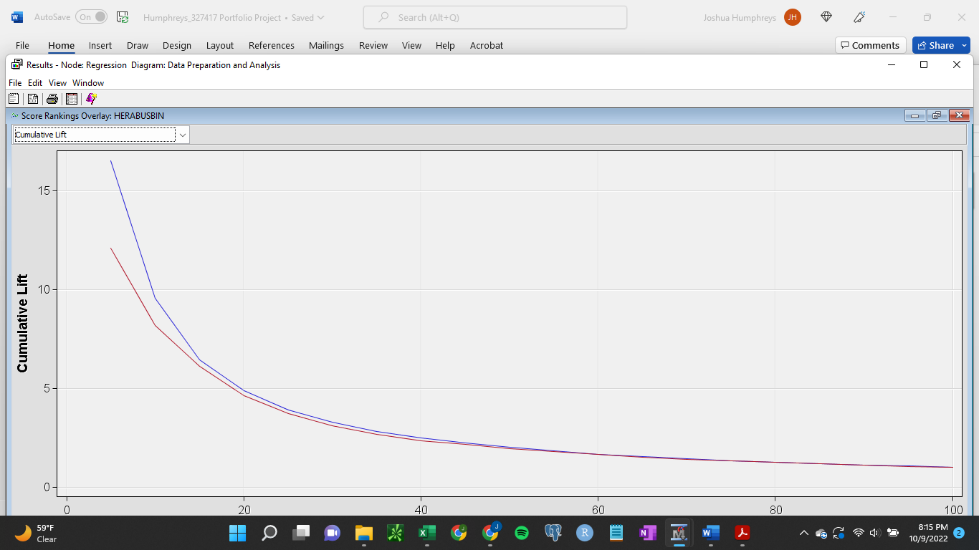 AutoSave On Humphreys_327417 Portfolio Project • Saved Search (Alt+Q) Joshua Humphreys JH
File Home Insert Draw Design Layout References Mailings Review View Help Acrobat Comments Share
Results - Node: Regression Diagram: Data Preparation and Analysis
File Edit View Window
Score Rankings Overlay: HERABUSBIN
Cumulative Lift
15
10
5
0
Cumulative Lift
0 20 40 60 80 100
59°F
Clear
8:15 PM
10/9/2022
2